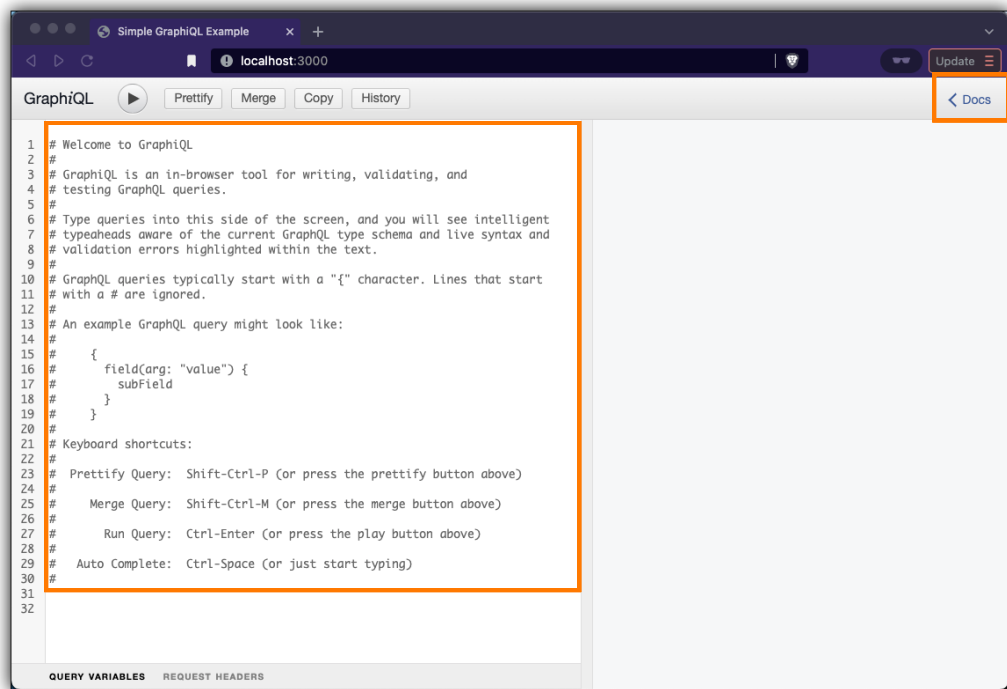 Simple GraphiQL Example
localhost:3000
Update
GraphiQL
Prettify
Merge
Copy
History
Docs
1 # Welcome to GraphiQL
2 #
3 # GraphiQL is an in-browser tool for writing, validating, and
4 # testing GraphQL queries.
5 #
6 # Type queries into this side of the screen, and you will see intelligent
7 # typeaheads aware of the current GraphQL type schema and live syntax and
8 # validation errors highlighted within the text.
9 #
10 # GraphQL queries typically start with a "{" character. Lines that start
11 # with a # are ignored.
12 #
13 # An example GraphQL query might look like:
14 #
15 #     {
16 #       field(arg: "value") {
17 #         subField
18 #       }
19 #     }
20 #
21 # Keyboard shortcuts:
22 #
23 #  Prettify Query:  Shift-Ctrl-P (or press the prettify button above)
24 #
25 #     Merge Query:  Shift-Ctrl-M (or press the merge button above)
26 #
27 #       Run Query:  Ctrl-Enter (or press the play button above)
28 #
29 #   Auto Complete:  Ctrl-Space (or just start typing)
30 #
31
32
QUERY VARIABLES REQUEST HEADERS